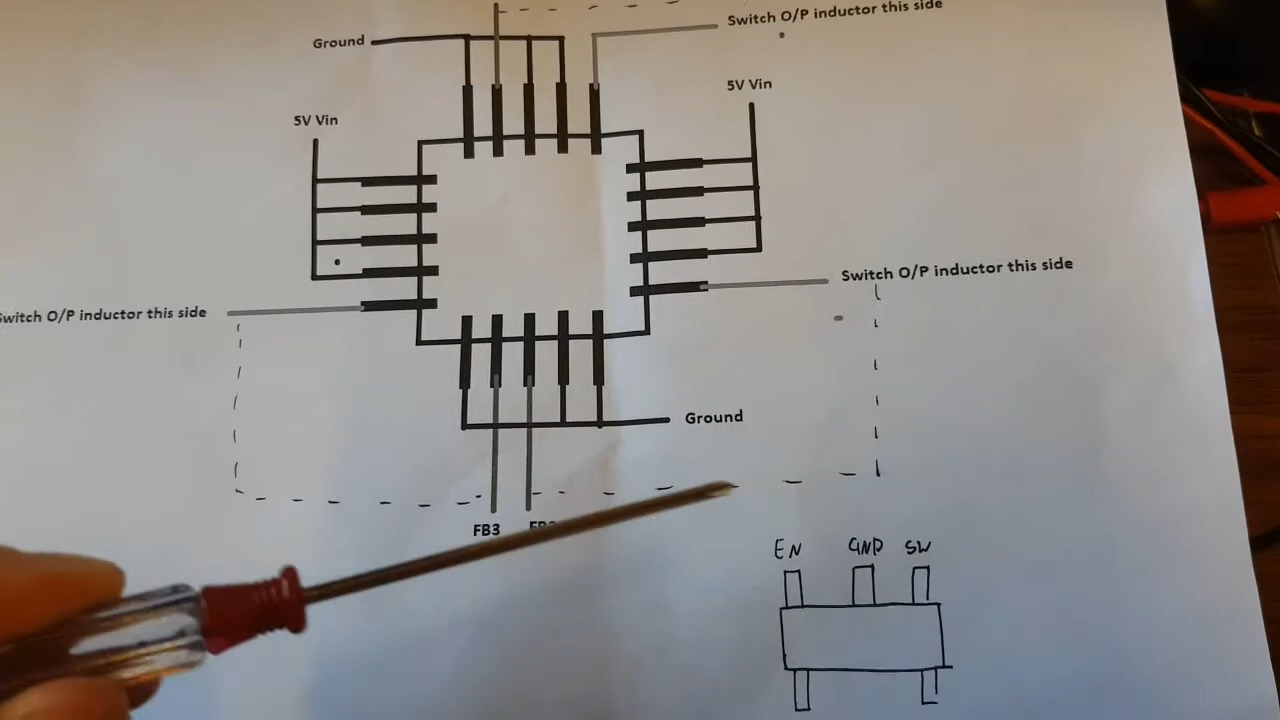 Switch O/P inductor this side
Ground
5V Vin
5V Vin
Switch O/P inductor this side
Switch O/P inductor this side
Ground
FB3
EN GND SW